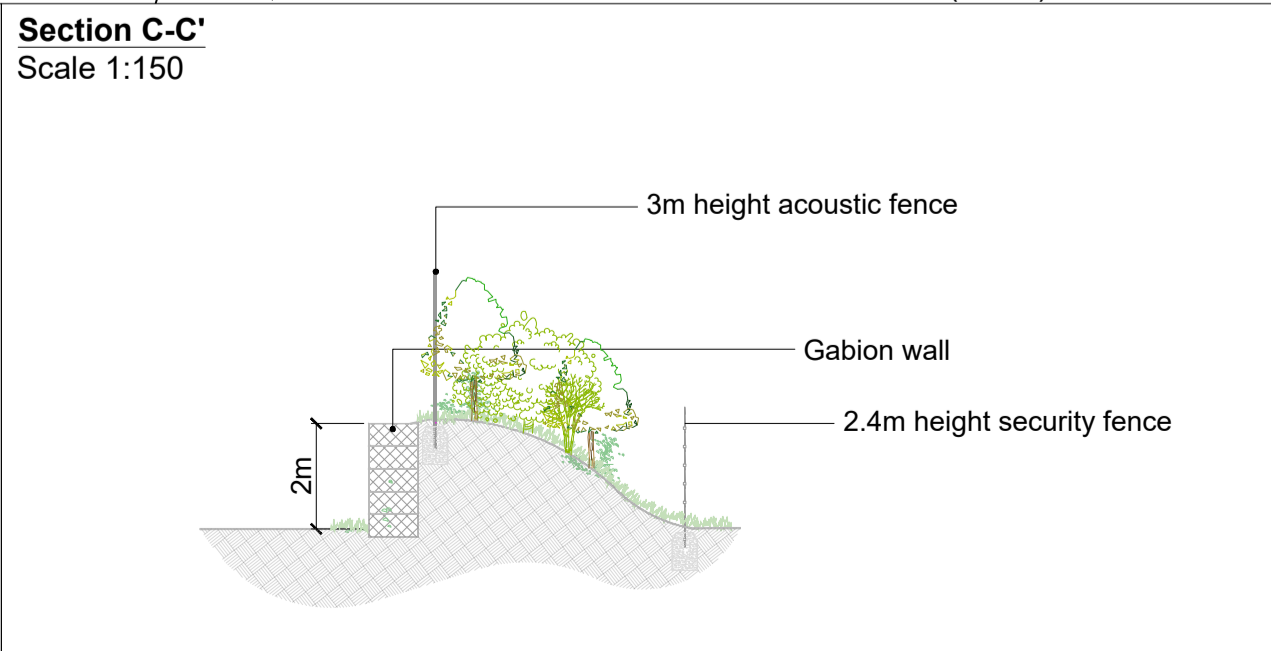 Section C-C'
Scale 1:150
3m height acoustic fence
Gabion wall
2.4m height security fence
2m